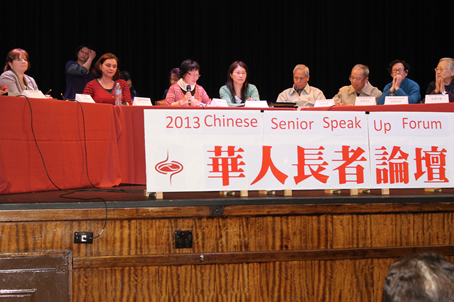 2013 Chinese Senior Speak Up Forum
華人長者論壇